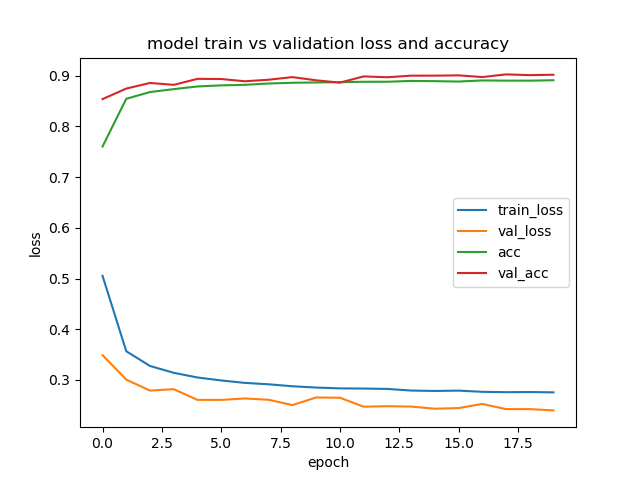 model train vs validation loss and accuracy
0.9
0.8
0.7
0.6
0.5
0.4
0.3
loss
train_loss
val_loss
acc
val_acc
0.0 2.5 5.0 7.5 10.0 12.5 15.0 17.5
epoch